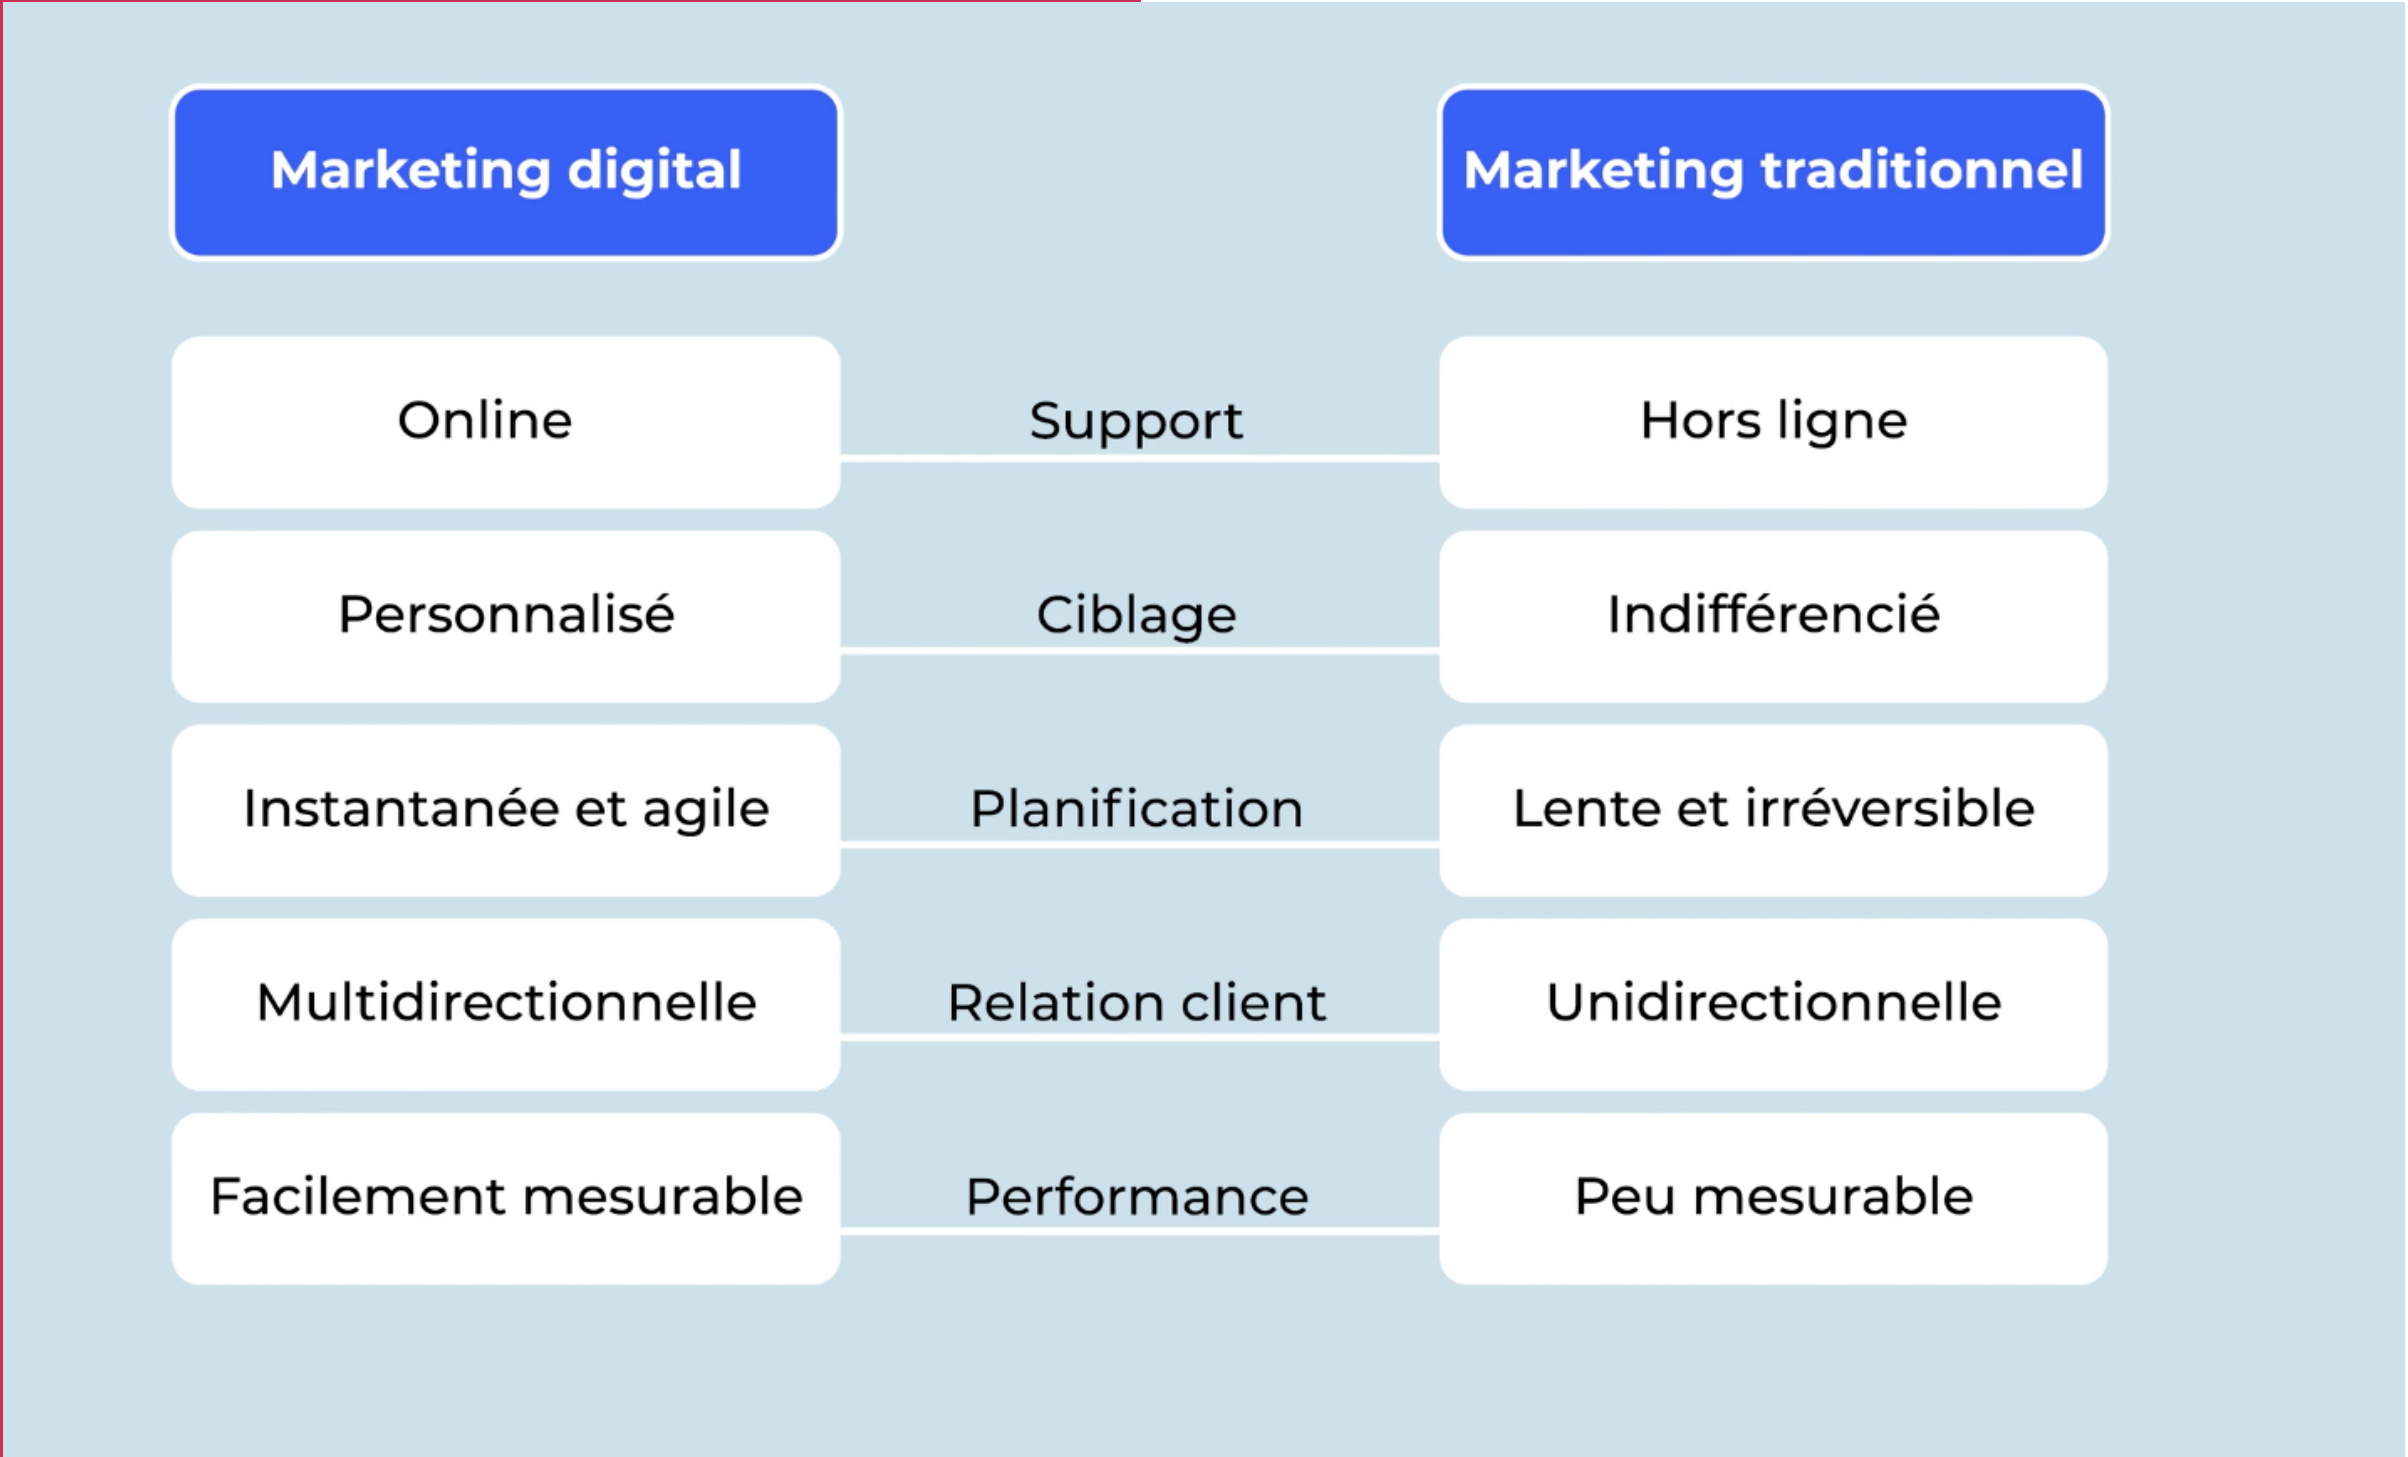 Marketing digital
Marketing traditionnel
Online
Support
Hors ligne
Personnalisé
Ciblage
Indifférencié
Instantanée et agile
Planification
Lente et irréversible
Multidirectionnelle
Relation client
Unidirectionnelle
Facilement mesurable
Performance
Peu mesurable